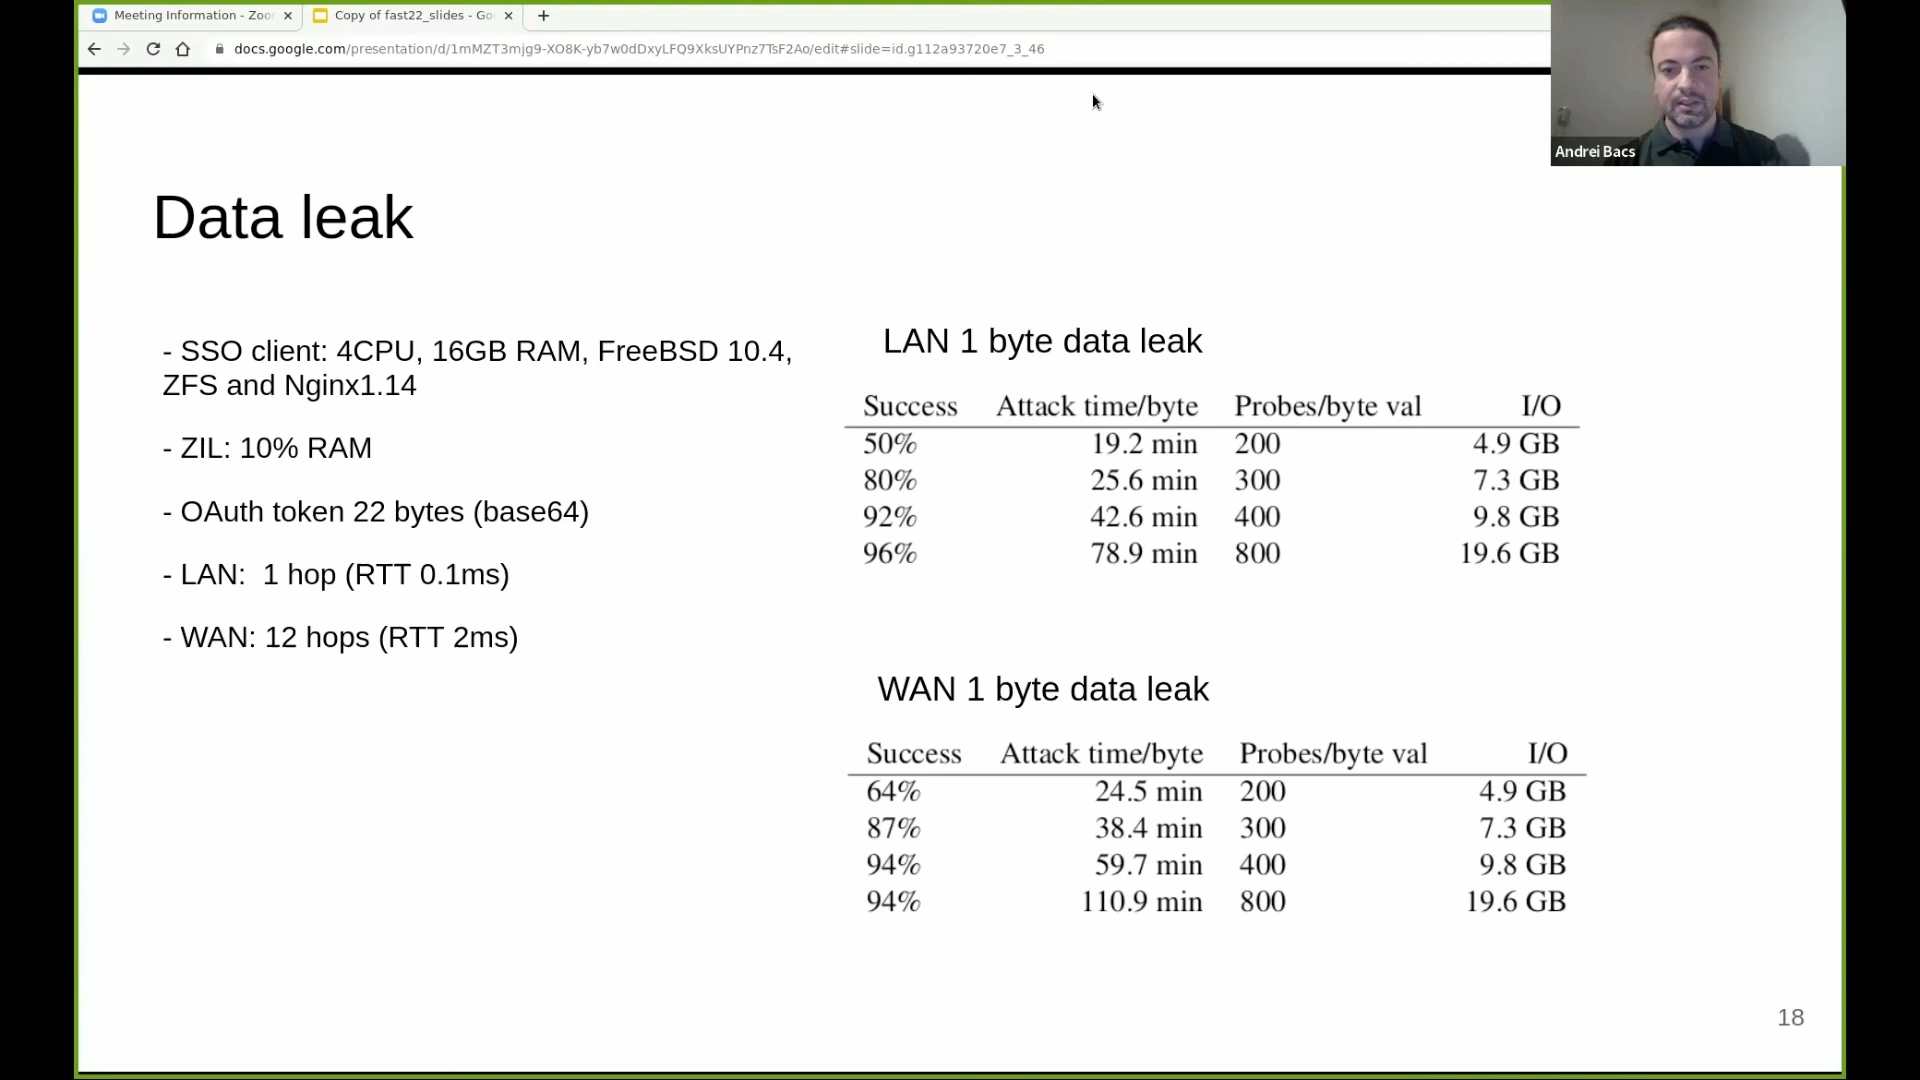 Meeting Information - Zoo
Copy of fast22_slides - Go
docs.google.com/presentation/d/1mMZT3mjg9-XO8K-yb7w0dDxyLFQ9XksUYPnz7TsF2Ao/edit#slide=id.g112a93720e7_3_46
Andrei Bacs
Data leak
- SSO client: 4CPU, 16GB RAM, FreeBSD 10.4,
ZFS and Nginx1.14
- ZIL: 10% RAM
- OAuth token 22 bytes (base64)
- LAN: 1 hop (RTT 0.1ms)
- WAN: 12 hops (RTT 2ms)
LAN 1 byte data leak
Success Attack time/byte Probes/byte val I/O
50% 19.2 min 200 4.9 GB
80% 25.6 min 300 7.3 GB
92% 42.6 min 400 9.8 GB
96% 78.9 min 800 19.6 GB
WAN 1 byte data leak
Success Attack time/byte Probes/byte val I/O
64% 24.5 min 200 4.9 GB
87% 38.4 min 300 7.3 GB
94% 59.7 min 400 9.8 GB
94% 110.9 min 800 19.6 GB
18